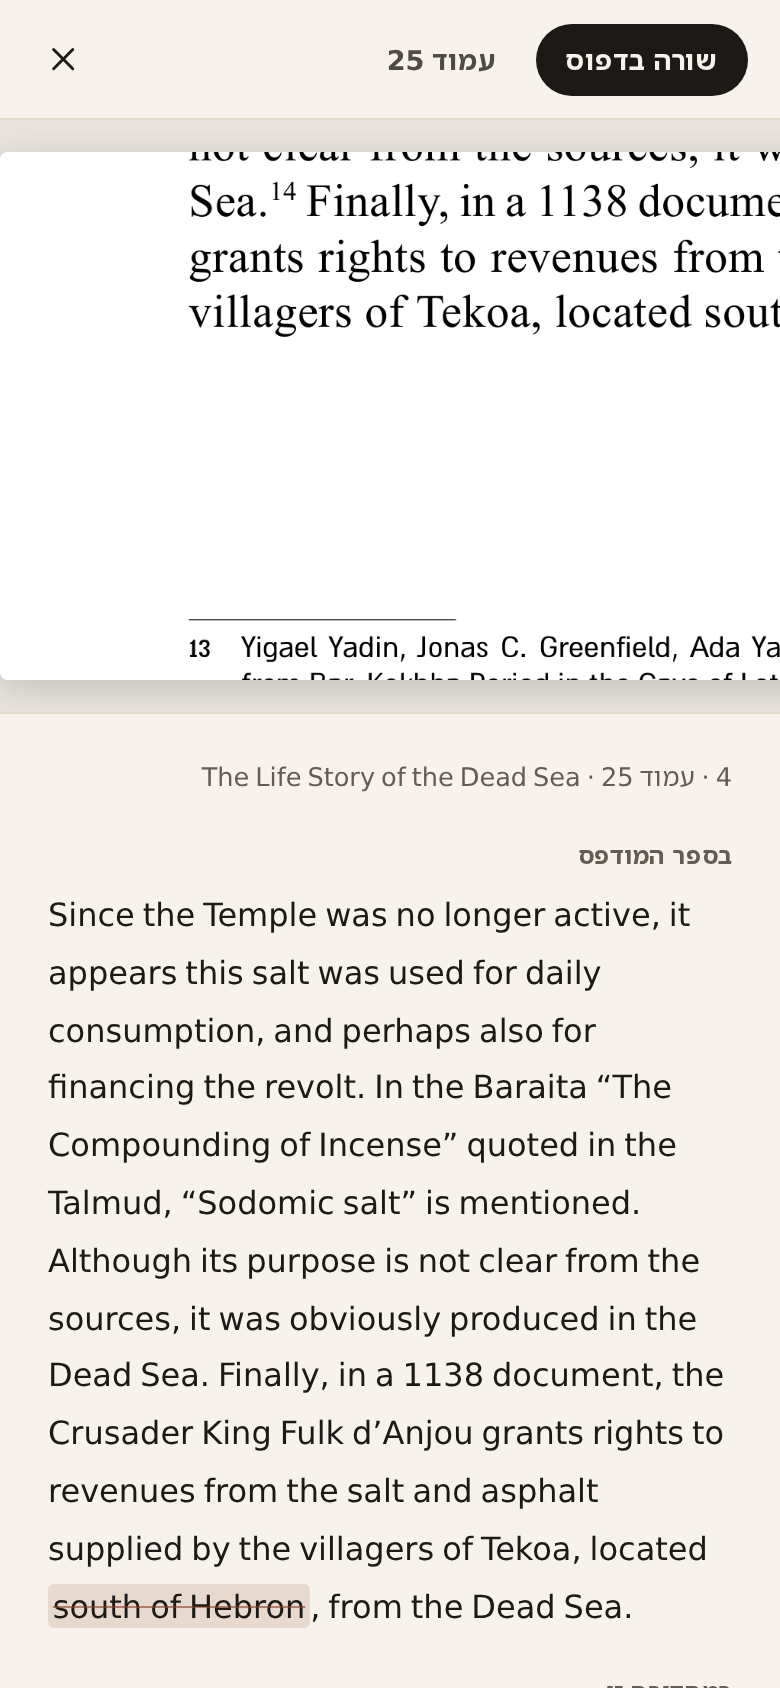 שורה בדפוס
עמוד 25
not clear from the sources, it w
Sea.14 Finally, in a 1138 docume
grants rights to revenues from
villagers of Tekoa, located sout
13 Yigael Yadin, Jonas C. Greenfield, Ada Ya
The Life Story of the Dead Sea · עמוד 25 · 4
בספר המודפס
Since the Temple was no longer active, it
appears this salt was used for daily
consumption, and perhaps also for
financing the revolt. In the Baraita “The
Compounding of Incense” quoted in the
Talmud, “Sodomic salt” is mentioned.
Although its purpose is not clear from the
sources, it was obviously produced in the
Dead Sea. Finally, in a 1138 document, the
Crusader King Fulk d’Anjou grants rights to
revenues from the salt and asphalt
supplied by the villagers of Tekoa, located
south of Hebron, from the Dead Sea.